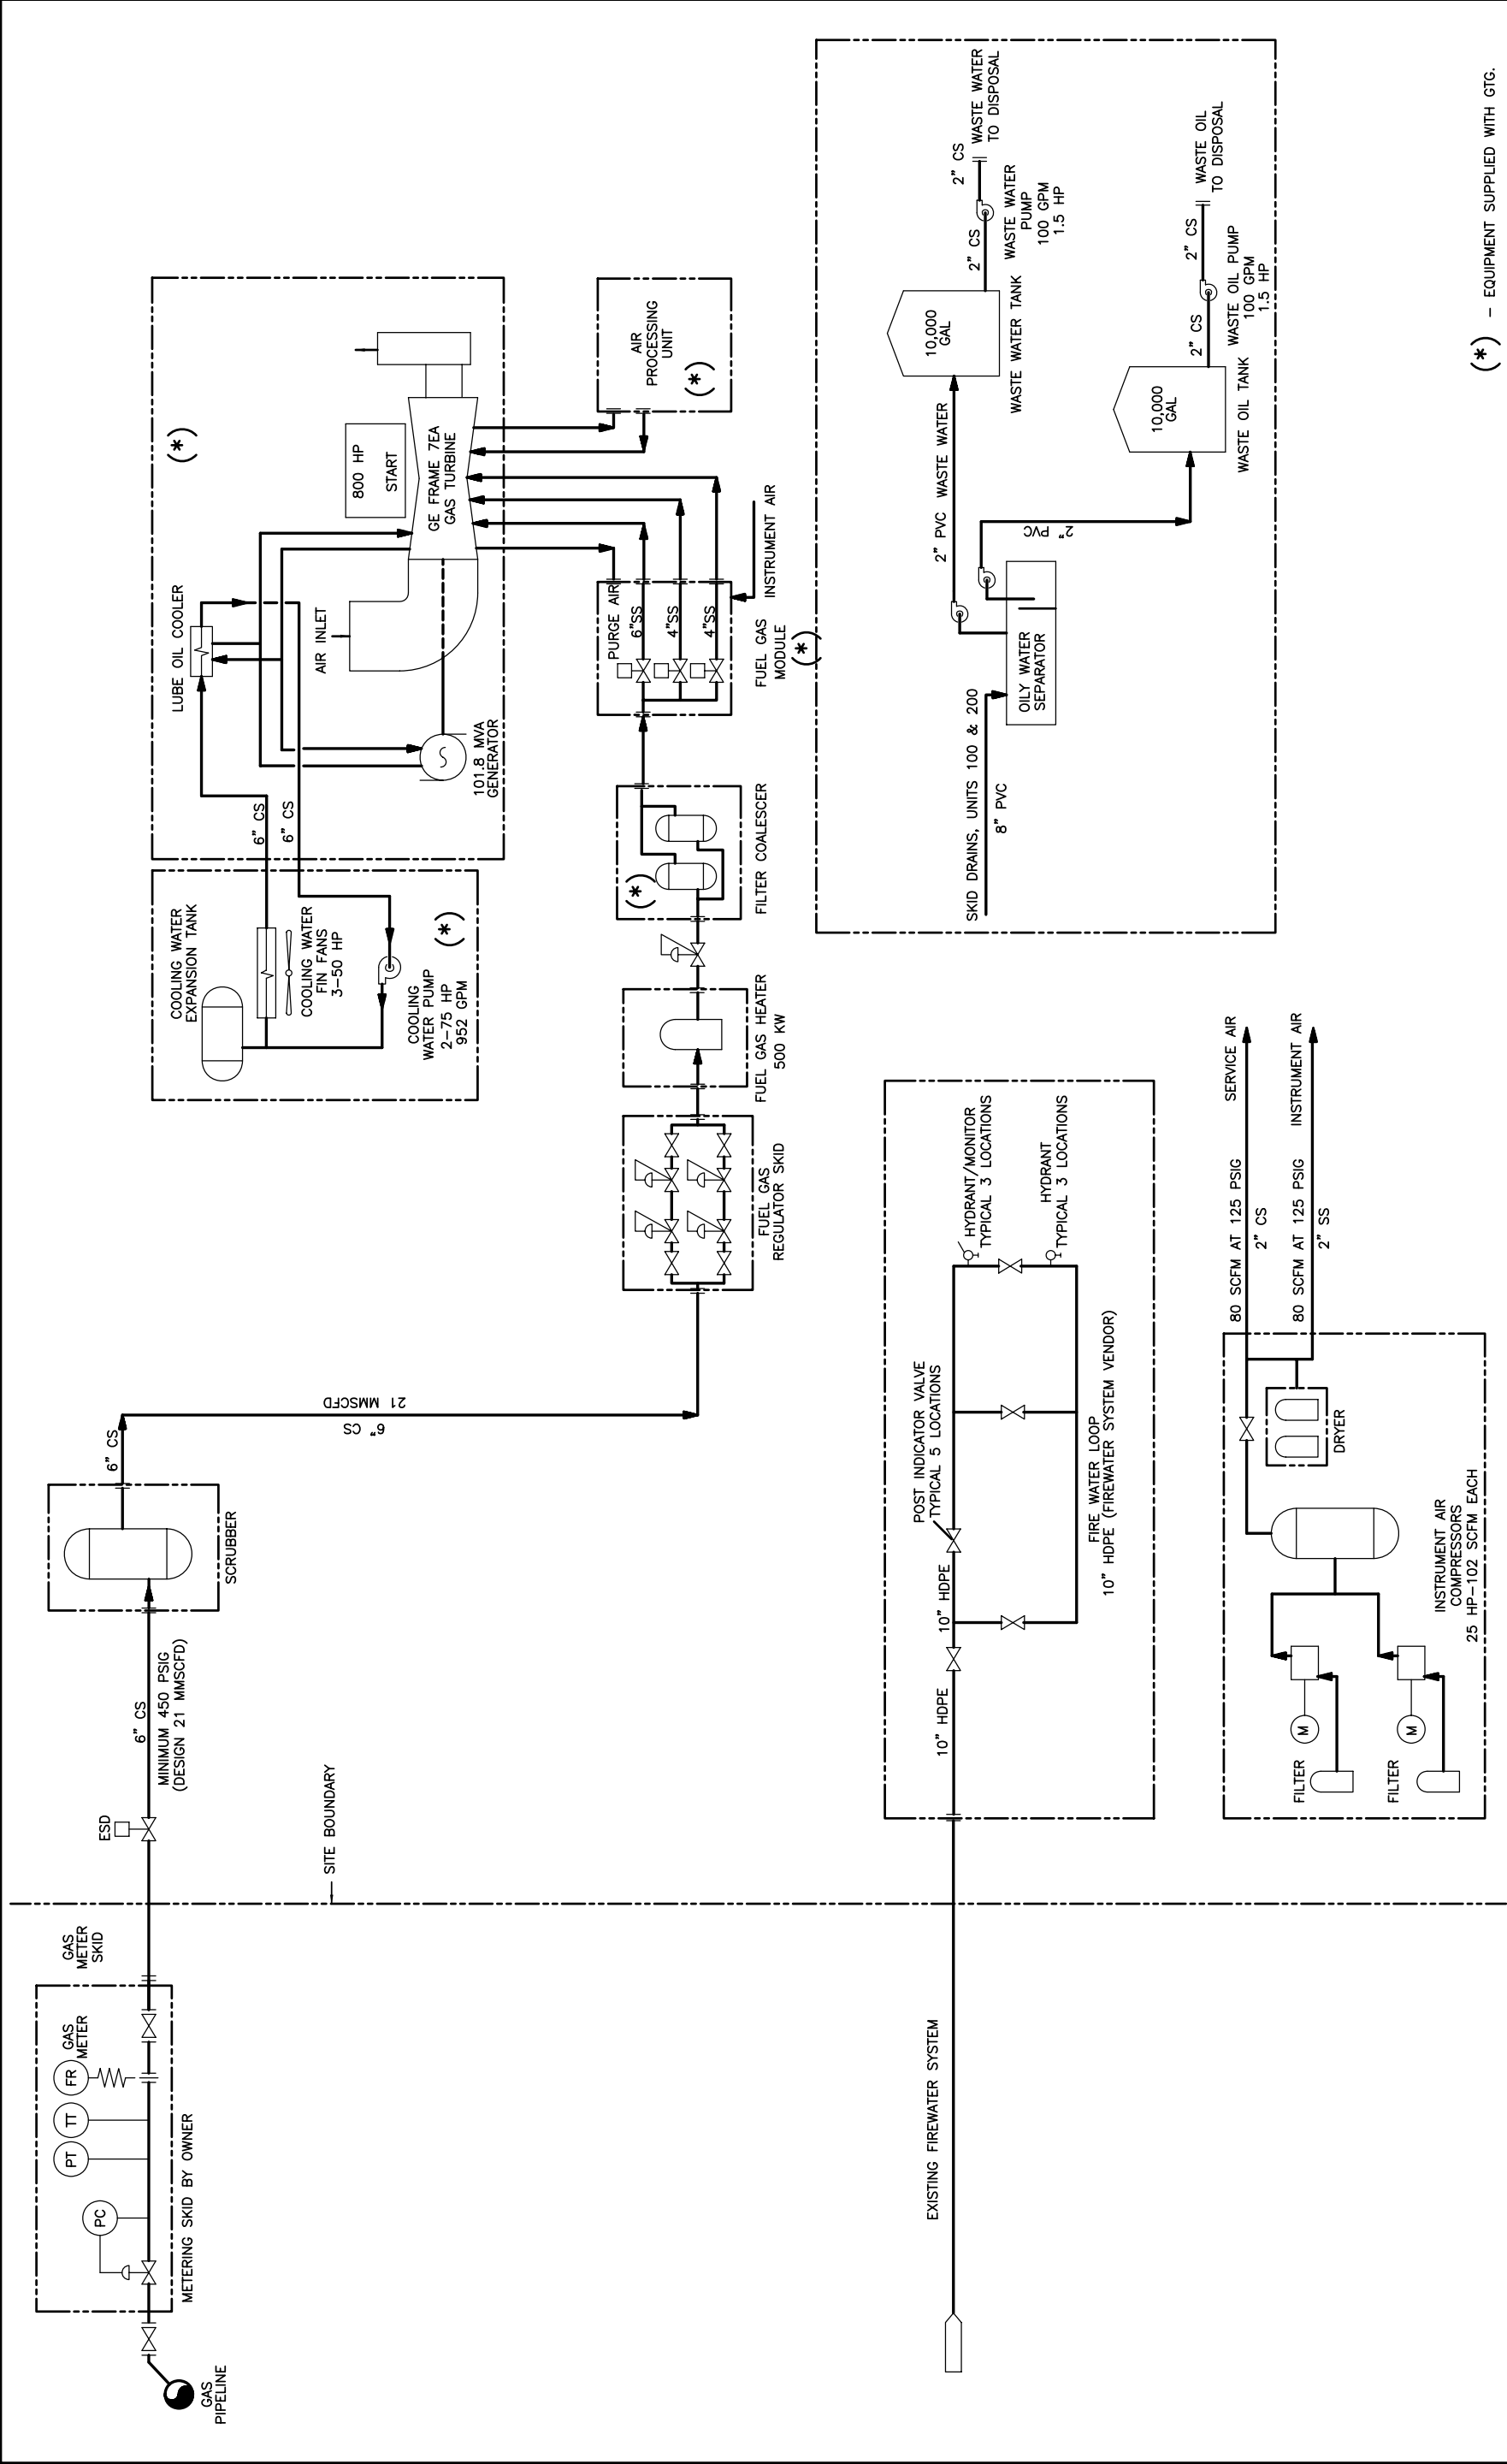 GAS
PIPELINE
METERING SKID BY OWNER
PC
PT
TT
FR
GAS
METER
GAS
METER
SKID
SITE BOUNDARY
ESD
6" CS
MINIMUM 450 PSIG
(DESIGN 21 MMSCFD)
SCRUBBER
6" CS
6" CS
21 MMSCFD
FUEL GAS
REGULATOR SKID
FUEL GAS HEATER
500 KW
FILTER COALESCER
(*)
COOLING WATER
EXPANSION TANK
COOLING WATER
FIN FANS
3-50 HP
COOLING
WATER PUMP
2-75 HP
952 GPM
(*)
6" CS
6" CS
LUBE OIL COOLER
AIR INLET
101.8 MVA
GENERATOR
800 HP
START
GE FRAME 7EA
GAS TURBINE
(*)
PURGE AIR
6"SS
4"SS
4"SS
FUEL GAS
MODULE
(*)
INSTRUMENT AIR
AIR
PROCESSING
UNIT
(*)
EXISTING FIREWATER SYSTEM
10" HDPE
10" HDPE
POST INDICATOR VALVE
TYPICAL 5 LOCATIONS
FIRE WATER LOOP
10" HDPE (FIREWATER SYSTEM VENDOR)
HYDRANT/MONITOR
TYPICAL 3 LOCATIONS
HYDRANT
TYPICAL 3 LOCATIONS
SKID DRAINS, UNITS 100 & 200
8" PVC
OILY WATER
SEPARATOR
2" PVC WASTE WATER
2" PVC
10,000
GAL
WASTE WATER TANK
2" CS
WASTE WATER
PUMP
100 GPM
1.5 HP
2" CS
WASTE WATER
TO DISPOSAL
10,000
GAL
WASTE OIL TANK
2" CS
WASTE OIL PUMP
100 GPM
1.5 HP
2" CS
WASTE OIL
TO DISPOSAL
FILTER
M
FILTER
M
INSTRUMENT AIR
COMPRESSORS
25 HP-102 SCFM EACH
DRYER
80 SCFM AT 125 PSIG
SERVICE AIR
2" CS
80 SCFM AT 125 PSIG
INSTRUMENT AIR
2" SS
(*) - EQUIPMENT SUPPLIED WITH GTG.